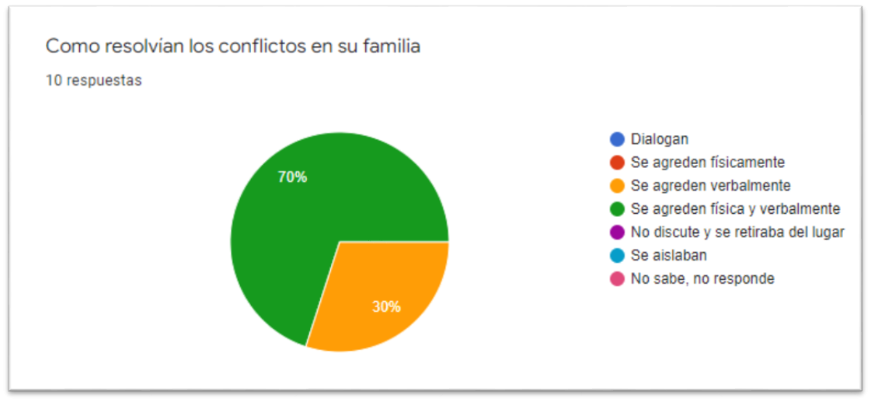 Como resolvían los conflictos en su familia
10 respuestas
70%
30%
Dialogan
Se agreden físicamente
Se agreden verbalmente
Se agreden física y verbalmente
No discute y se retiraba del lugar
Se aislaban
No sabe, no responde